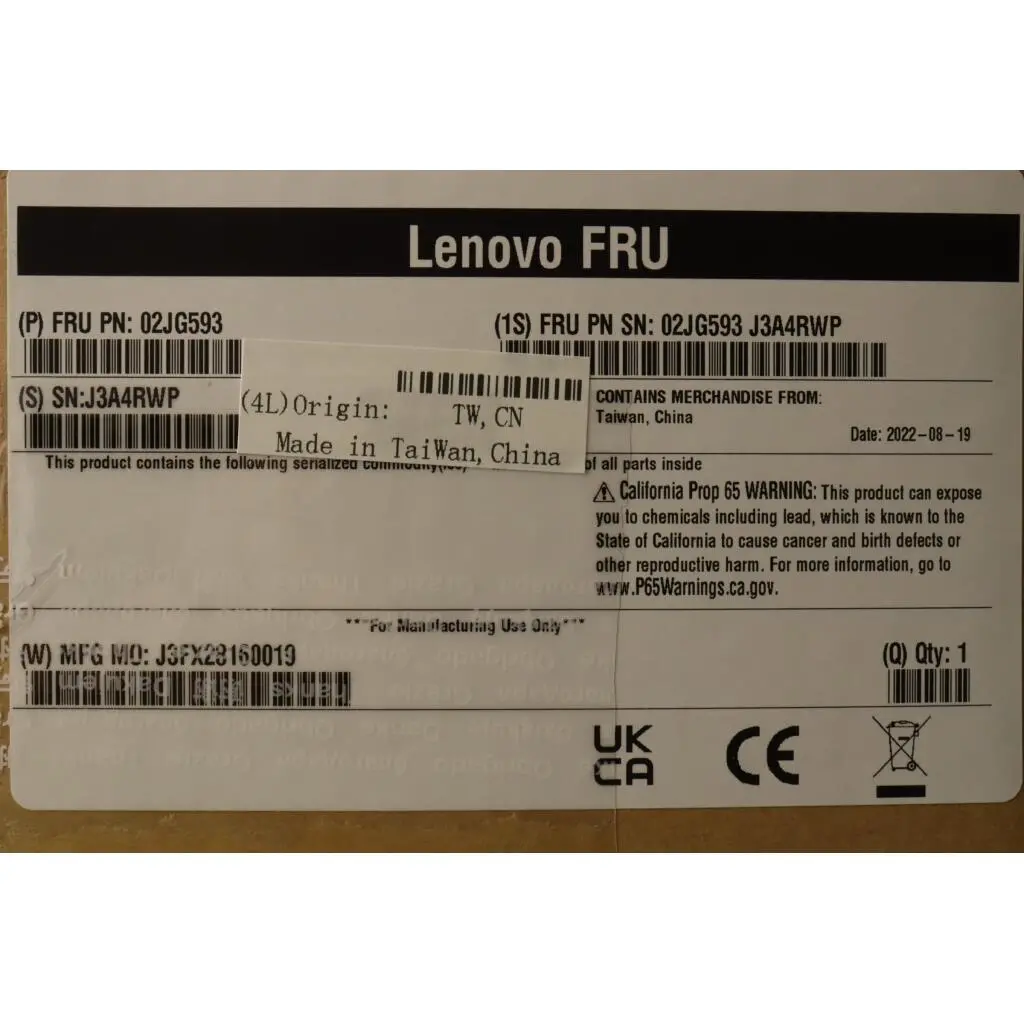 Lenovo FRU
(P) FRU PN: 02JG593
(1S) FRU PN SN: 02JG593 J3A4RWP
(S) SN:J3A4RWP
(4L)Origin:
TW,CN
Made in TaiWan,China
CONTAINS MERCHANDISE FROM:
Taiwan, China
Date: 2022-08-19
This product contains the following serialized commodity(ies)
of all parts inside
⚠ California Prop 65 WARNING: This product can expose
you to chemicals including lead, which is known to the
State of California to cause cancer and birth defects or
other reproductive harm. For more information, go to
www.P65Warnings.ca.gov.
***For Manufacturing Use Only***
(W) MFG MO: J3FX28160019
(Q) Qty: 1
UK
CA
CE